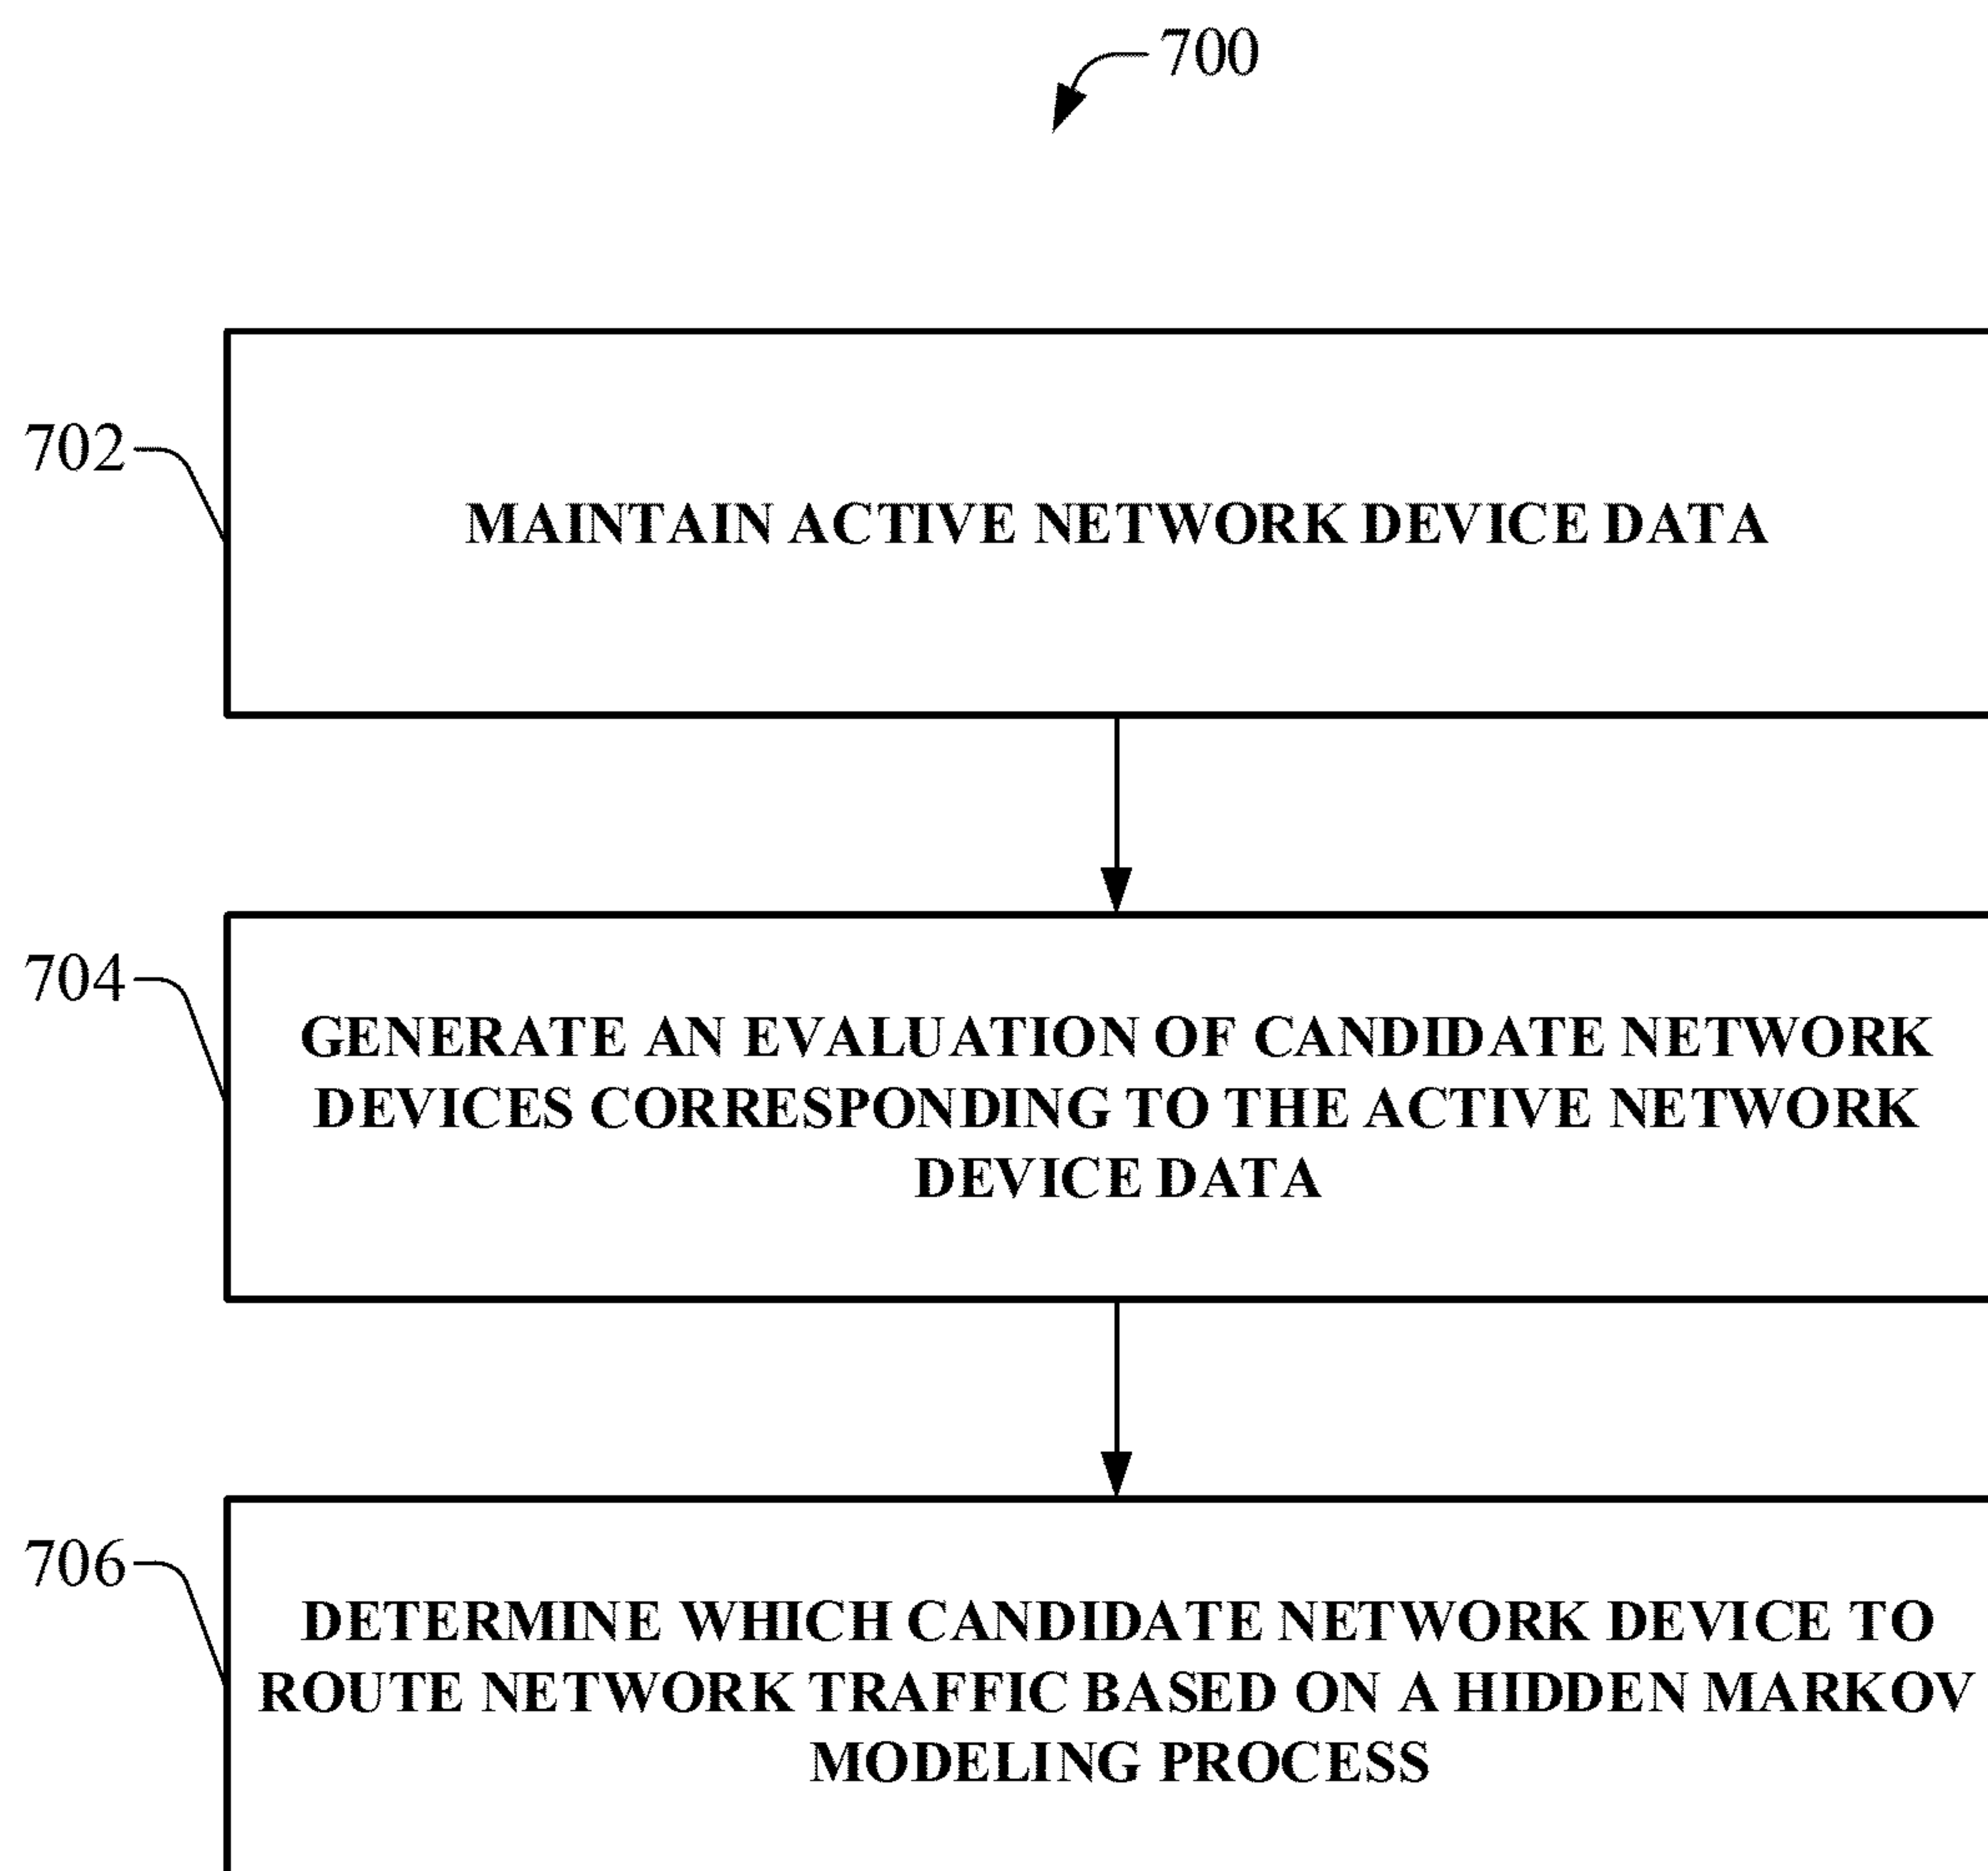 700
702
MAINTAIN ACTIVE NETWORK DEVICE DATA
704
GENERATE AN EVALUATION OF CANDIDATE NETWORK
DEVICES CORRESPONDING TO THE ACTIVE NETWORK
DEVICE DATA
706
DETERMINE WHICH CANDIDATE NETWORK DEVICE TO
ROUTE NETWORK TRAFFIC BASED ON A HIDDEN MARKOV
MODELING PROCESS